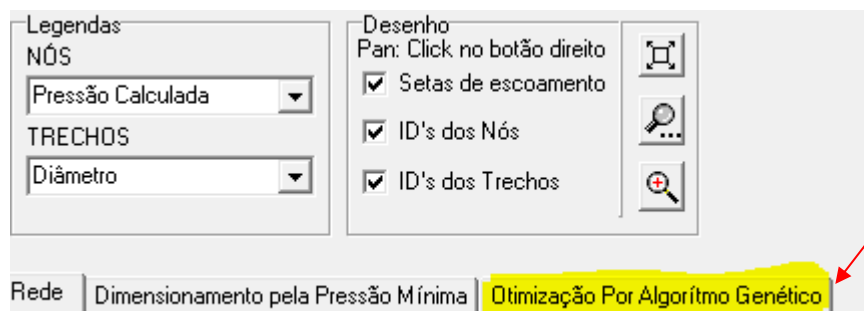 Legendas
NÓS
Pressão Calculada
TRECHOS
Diâmetro
Desenho
Pan: Click no botão direito
Setas de escoamento
ID's dos Nós
ID's dos Trechos
Rede
Dimensionamento pela Pressão Mínima
Otimização Por Algorítmo Genético